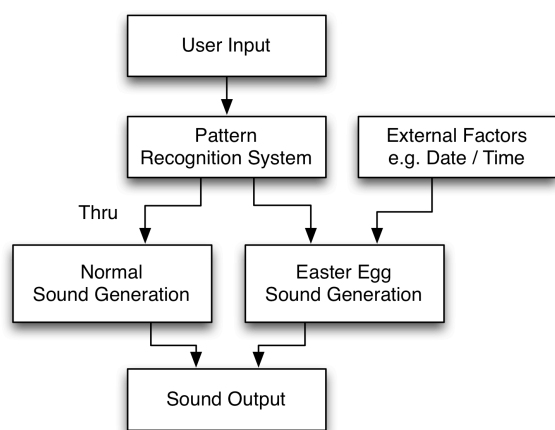 User Input
Pattern
Recognition System
External Factors
e.g. Date / Time
Thru
Normal
Sound Generation
Easter Egg
Sound Generation
Sound Output